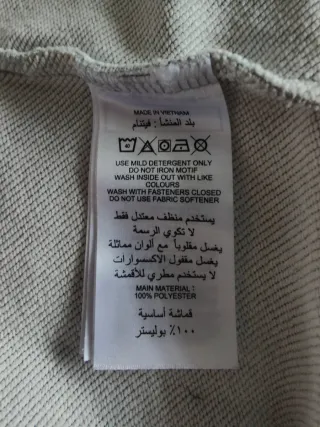 MADE IN VIETNAM
بلد المنشأ : فيتنام
USE MILD DETERGENT ONLY
DO NOT IRON MOTIF
WASH INSIDE OUT WITH LIKE
COLOURS
WASH WITH FASTENERS CLOSED
DO NOT USE FABRIC SOFTENER
يستخدم منظف معتدل فقط
لا تكوي الرسمة
يغسل مقلوباً مع ألوان مماثلة
يغسل مقفول الاكسسوارات
لا يستخدم مطري للأقمشة
MAIN MATERIAL :
100% POLYESTER
قماشة أساسية
١٠٠٪ بوليستر